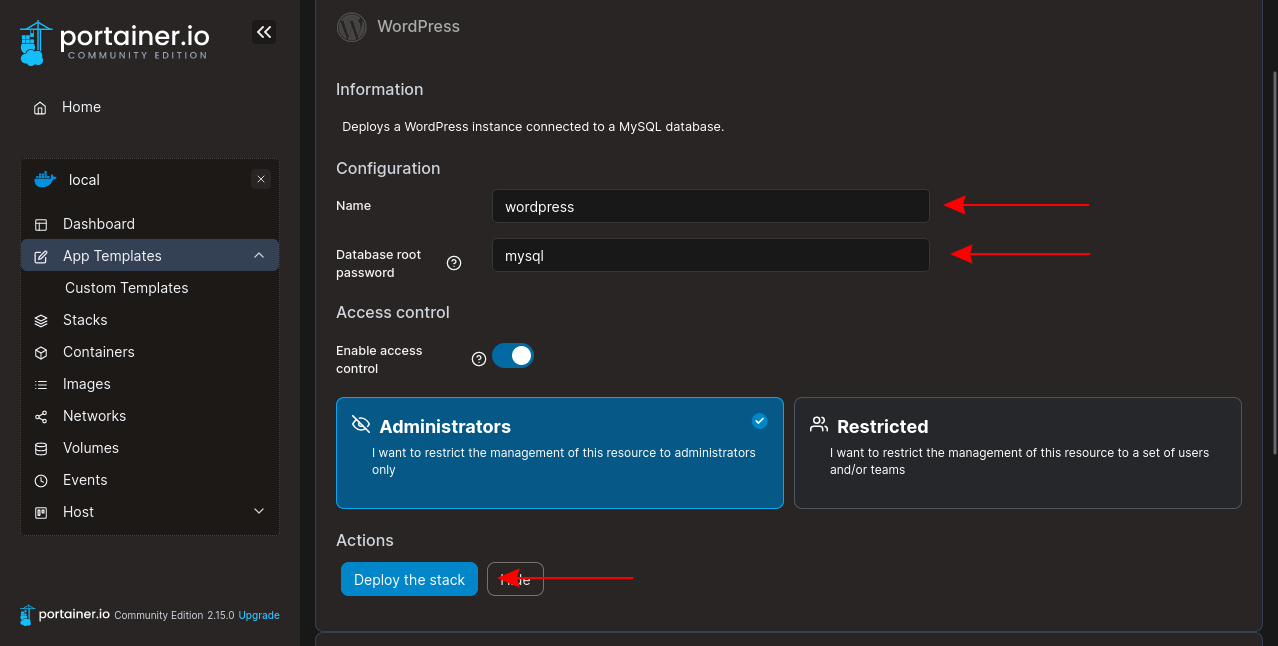 portainer.io
COMMUNITY EDITION
Home
local
Dashboard
App Templates
Custom Templates
Stacks
Containers
Images
Networks
Volumes
Events
Host
portainer.io Community Edition 2.15.0 Upgrade
WordPress
Information
Deploys a WordPress instance connected to a MySQL database.
Configuration
Name
wordpress
Database root
password
mysql
Access control
Enable access
control
Administrators
I want to restrict the management of this resource to administrators
only
Restricted
I want to restrict the management of this resource to a set of users
and/or teams
Actions
Deploy the stack
Hide